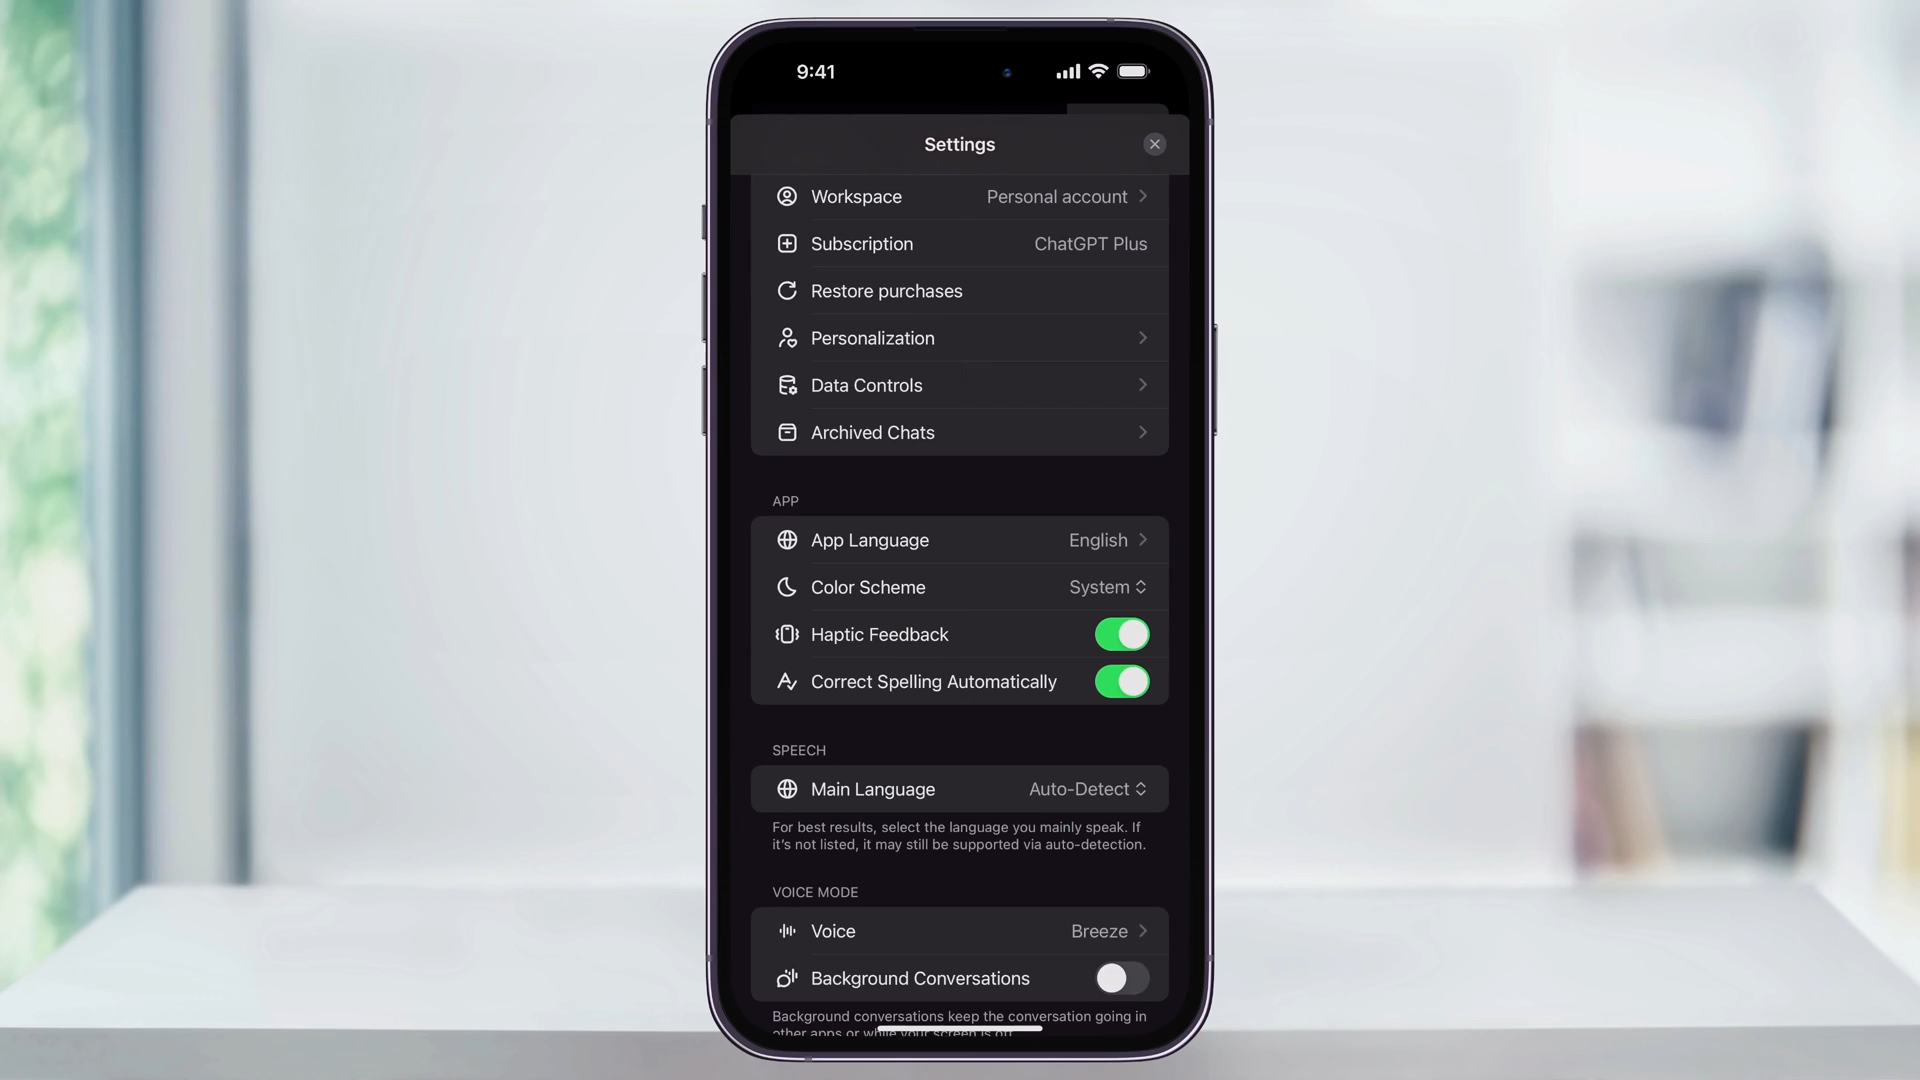 9:41
Settings
Workspace Personal account
Subscription ChatGPT Plus
Restore purchases
Personalization
Data Controls
Archived Chats
APP
App Language English
Color Scheme System
Haptic Feedback
Correct Spelling Automatically
SPEECH
Main Language Auto-Detect
For best results, select the language you mainly speak. If
it's not listed, it may still be supported via auto-detection.
VOICE MODE
Voice Breeze
Background Conversations
Background conversations keep the conversation going in
other apps or while your screen is off.